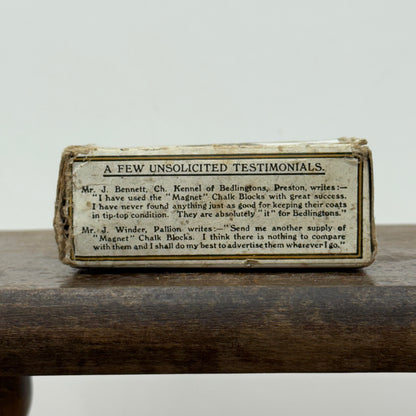 A FEW UNSOLICITED TESTIMONIALS.
Mr. J. Bennett, Ch. Kennel of Bedlingtons, Preston, writes:—
"I have used the "Magnet" Chalk Blocks with great success.
I have never found anything just as good for keeping their coats
in tip-top condition. They are absolutely "it" for Bedlingtons."
Mr. J. Winder, Pallion writes:—"Send me another supply of
"Magnet" Chalk Blocks. I think there is nothing to compare
with them and I shall do my best to advertise them wherever I go."